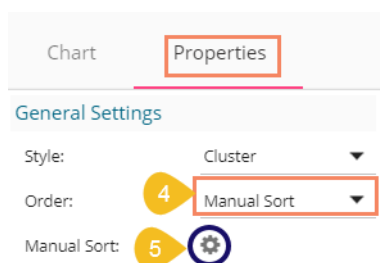 Chart Properties
General Settings
Style: Cluster
Order: 4 Manual Sort
Manual Sort: 5